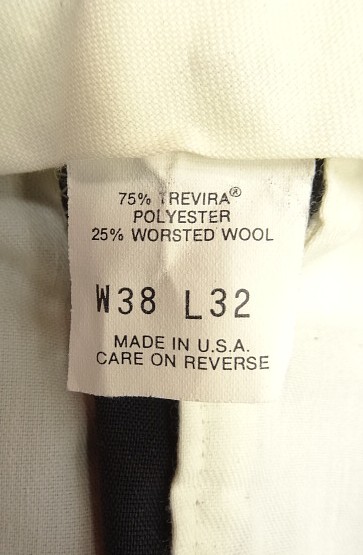 75% TREVIRA®
POLYESTER
25% WORSTED WOOL
W38 L32
MADE IN U.S.A.
CARE ON REVERSE